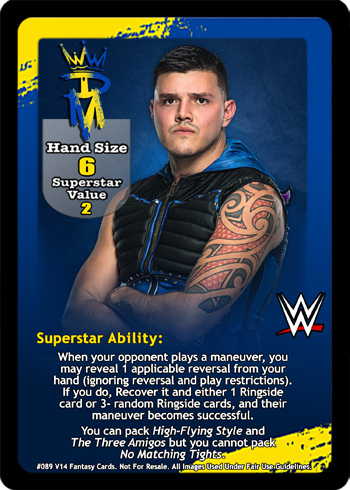 DM
Hand Size
6
Superstar
Value
2
W
Superstar Ability:
When your opponent plays a maneuver, you
may reveal 1 applicable reversal from your
hand (ignoring reversal and play restrictions).
If you do, Recover it and either 1 Ringside
card or 3- random Ringside cards, and their
maneuver becomes successful.
You can pack High-Flying Style and
The Three Amigos but you cannot pack
No Matching Tights.
#089 V14 Fantasy Cards. Not For Resale. All Images Used Under Fair Use Guidelines.